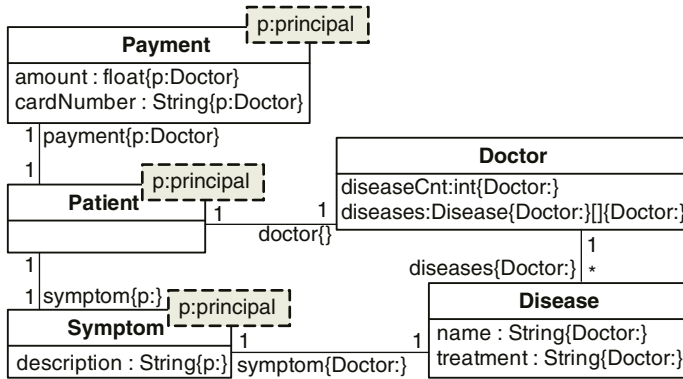 p:principal
Payment
amount : float{p:Doctor}
cardNumber : String{p:Doctor}
1 payment{p:Doctor}
1
p:principal
Patient
1
1
doctor{}
Doctor
diseaseCnt:int{Doctor:}
diseases:Disease{Doctor:}[]{Doctor:}
1
diseases{Doctor:} *
1
1 symptom{p:}
p:principal
Symptom
description : String{p:}
1
1
symptom{Doctor:}
Disease
name : String{Doctor:}
treatment : String{Doctor:}